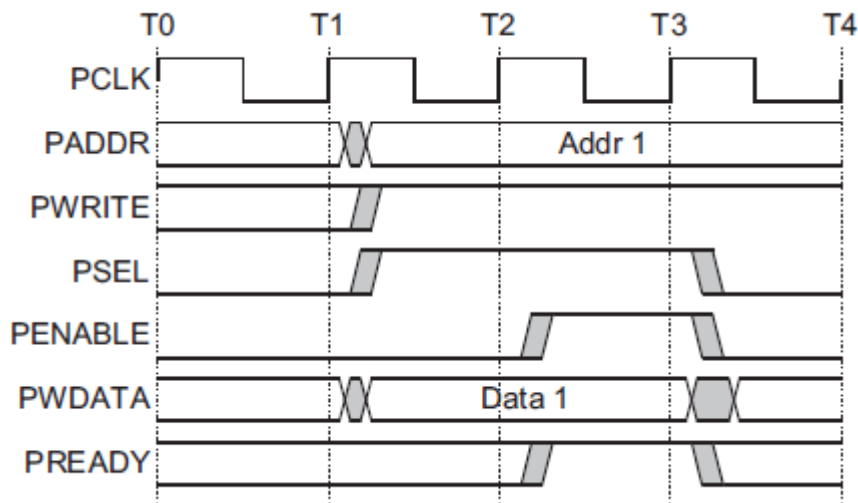 T0 T1 T2 T3 T4
PCLK
PADDR Addr 1
PWRITE
PSEL
PENABLE
PWDATA Data 1
PREADY